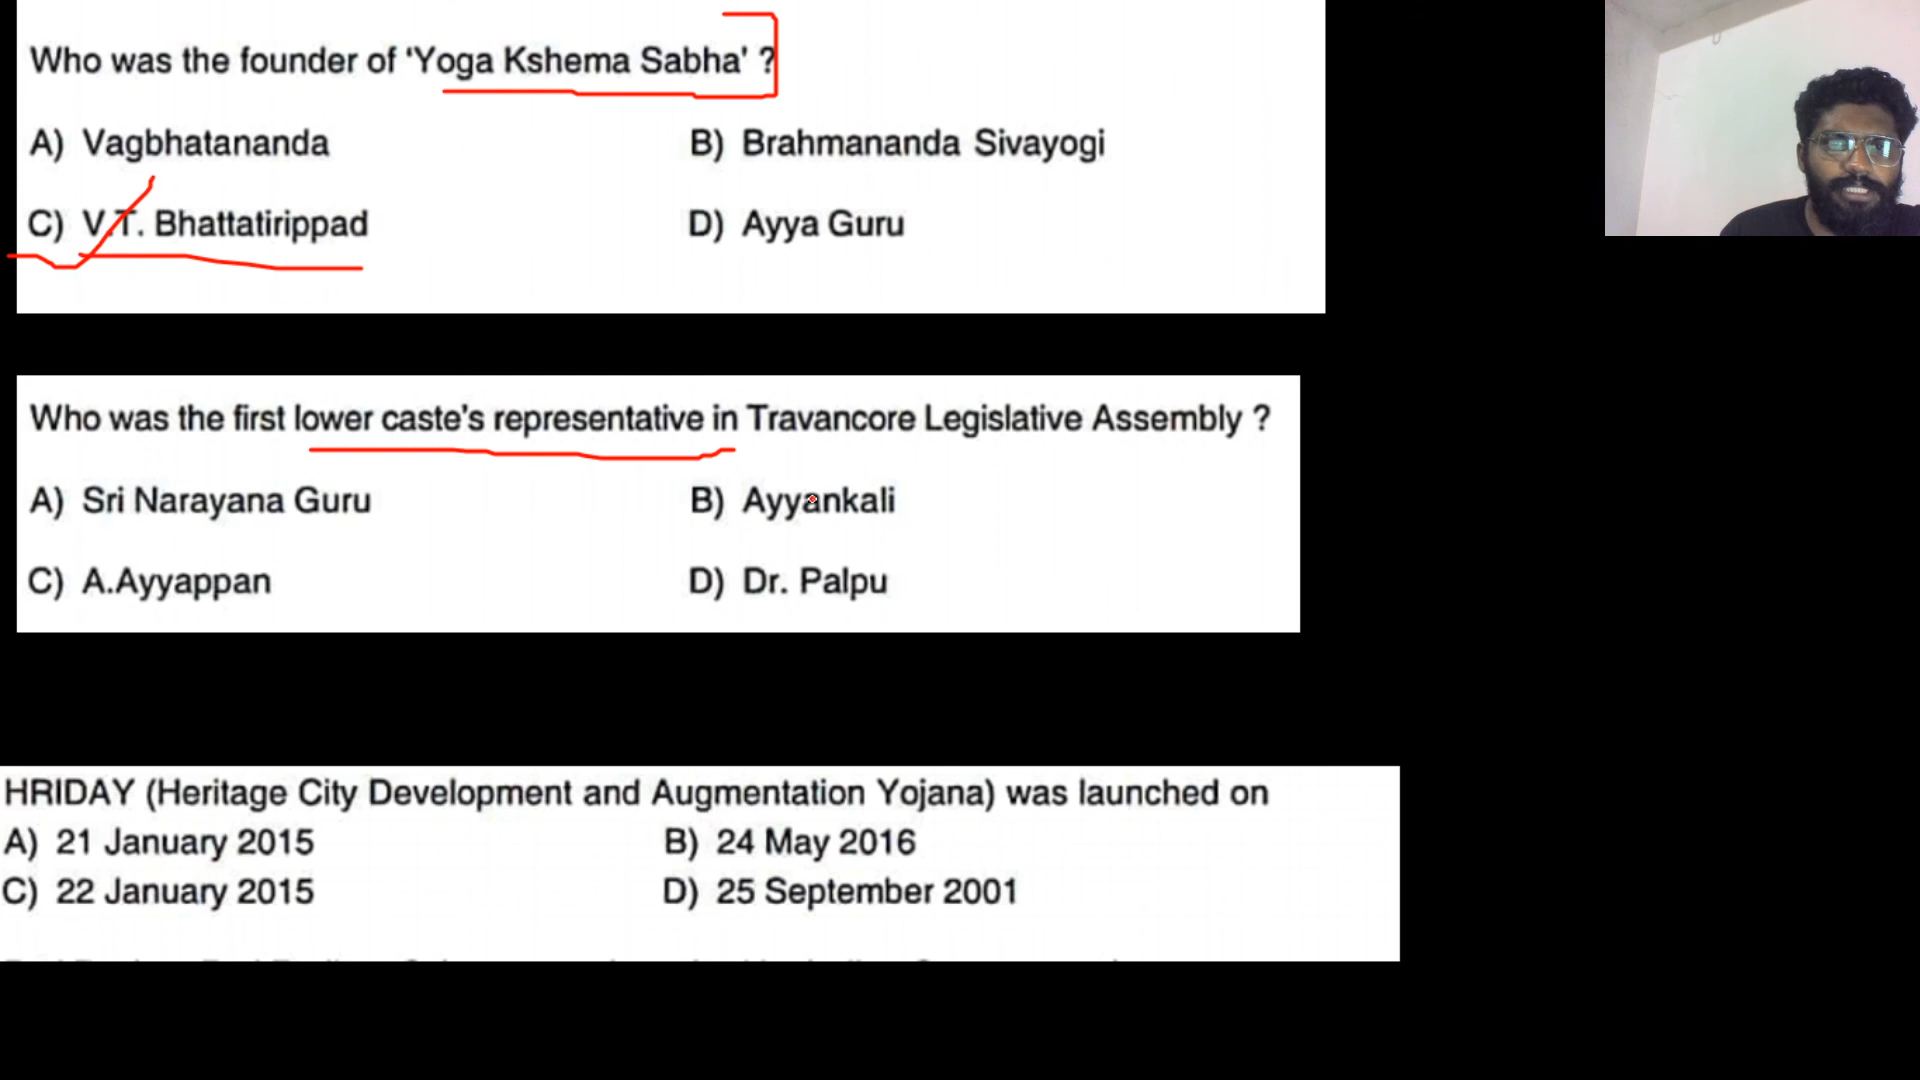 Who was the founder of ‘Yoga Kshema Sabha’ ?
A) Vagbhatananda B) Brahmananda Sivayogi
C) V.T. Bhattatirippad D) Ayya Guru
Who was the first lower caste's representative in Travancore Legislative Assembly ?
A) Sri Narayana Guru B) Ayyankali
C) A.Ayyappan D) Dr. Palpu
HRIDAY (Heritage City Development and Augmentation Yojana) was launched on
A) 21 January 2015 B) 24 May 2016
C) 22 January 2015 D) 25 September 2001